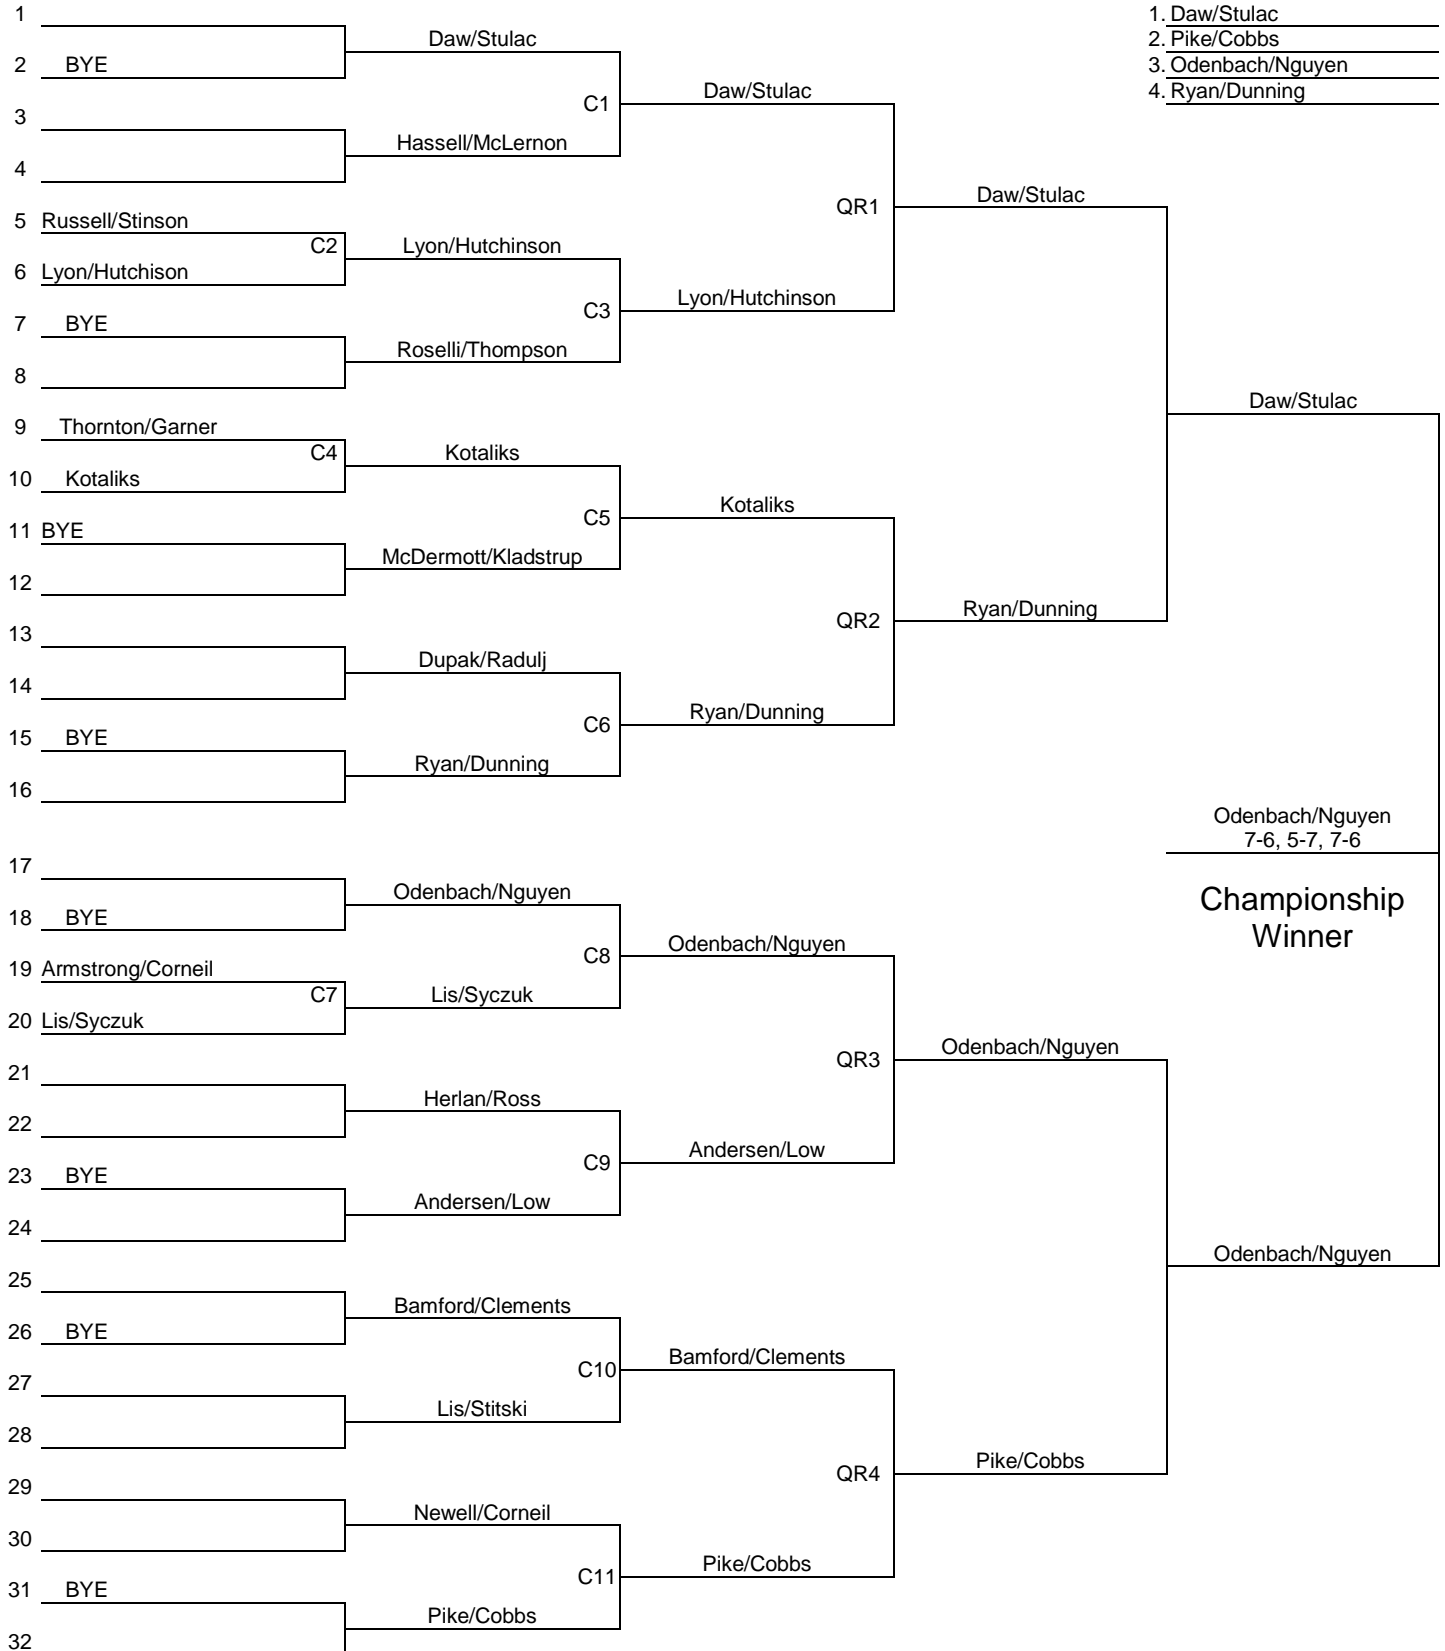 1
Daw/Stulac
2 BYE
C1
Daw/Stulac
3
Hassell/McLernon
4
QR1
Daw/Stulac
5 Russell/Stinson
C2
Lyon/Hutchinson
6 Lyon/Hutchison
C3
Lyon/Hutchinson
7 BYE
Roselli/Thompson
8
Daw/Stulac
9 Thornton/Garner
C4
Kotaliks
10 Kotaliks
C5
Kotaliks
11 BYE
McDermott/Kladstrup
12
QR2
Ryan/Dunning
13
Dupak/Radulj
14
C6
Ryan/Dunning
15 BYE
Ryan/Dunning
16
1. Daw/Stulac
2. Pike/Cobbs
3. Odenbach/Nguyen
4. Ryan/Dunning
Odenbach/Nguyen
7-6, 5-7, 7-6
Championship
Winner
17
Odenbach/Nguyen
18 BYE
C8
Odenbach/Nguyen
19 Armstrong/Corneil
C7
Lis/Syczuk
20 Lis/Syczuk
QR3
Odenbach/Nguyen
21
Herlan/Ross
22
C9
Andersen/Low
23 BYE
Andersen/Low
24
Odenbach/Nguyen
25
Bamford/Clements
26 BYE
C10
Bamford/Clements
27
Lis/Stitski
28
QR4
Pike/Cobbs
29
Newell/Corneil
30
C11
Pike/Cobbs
31 BYE
Pike/Cobbs
32